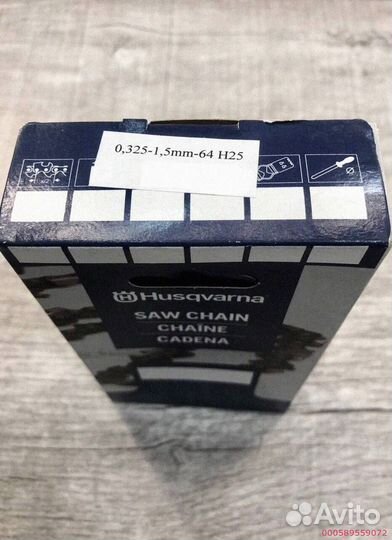 0,325-1,5mm-64 H25
Husqvarna
SAW CHAIN
CHAÎNE
CADENA
Avito
000589559072